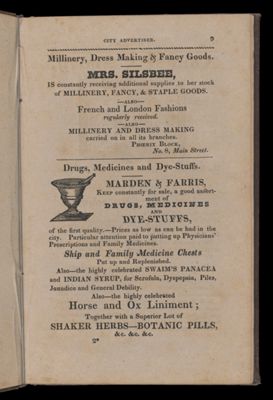 CITY ADVERTISER. 9
Millinery, Dress Making & Fancy Goods.
MRS. SILSBEE,
IS constantly receiving additional supplies to her stock
of MILLINERY, FANCY, & STAPLE GOODS.
—ALSO—
French and London Fashions
regularly received.
—ALSO—
MILLINERY AND DRESS MAKING
carried on in all its branches.
PHŒNIX BLOCK,
No. 8, Main Street.
Drugs, Medicines and Dye-Stuffs.
MARDEN & FARRIS,
KEEP constantly for sale, a good assort-
ment of
DRUGS, MEDICINES
AND
DYE-STUFFS,
of the first quality.—Prices as low as can be had in the
city. Particular attention paid to putting up Physicians'
Prescriptions and Family Medicines.
Ship and Family Medicine Chests
Put up and Replenished.
Also—the highly celebrated SWAIM'S PANACEA
and INDIAN SYRUP, for Scrofula, Dyspepsia, Piles,
Jaundice and General Debility.
Also—the highly celebrated
Horse and Ox Liniment;
Together with a Superior Lot of
SHAKER HERBS—BOTANIC PILLS,
&c. &c. &c.
2*